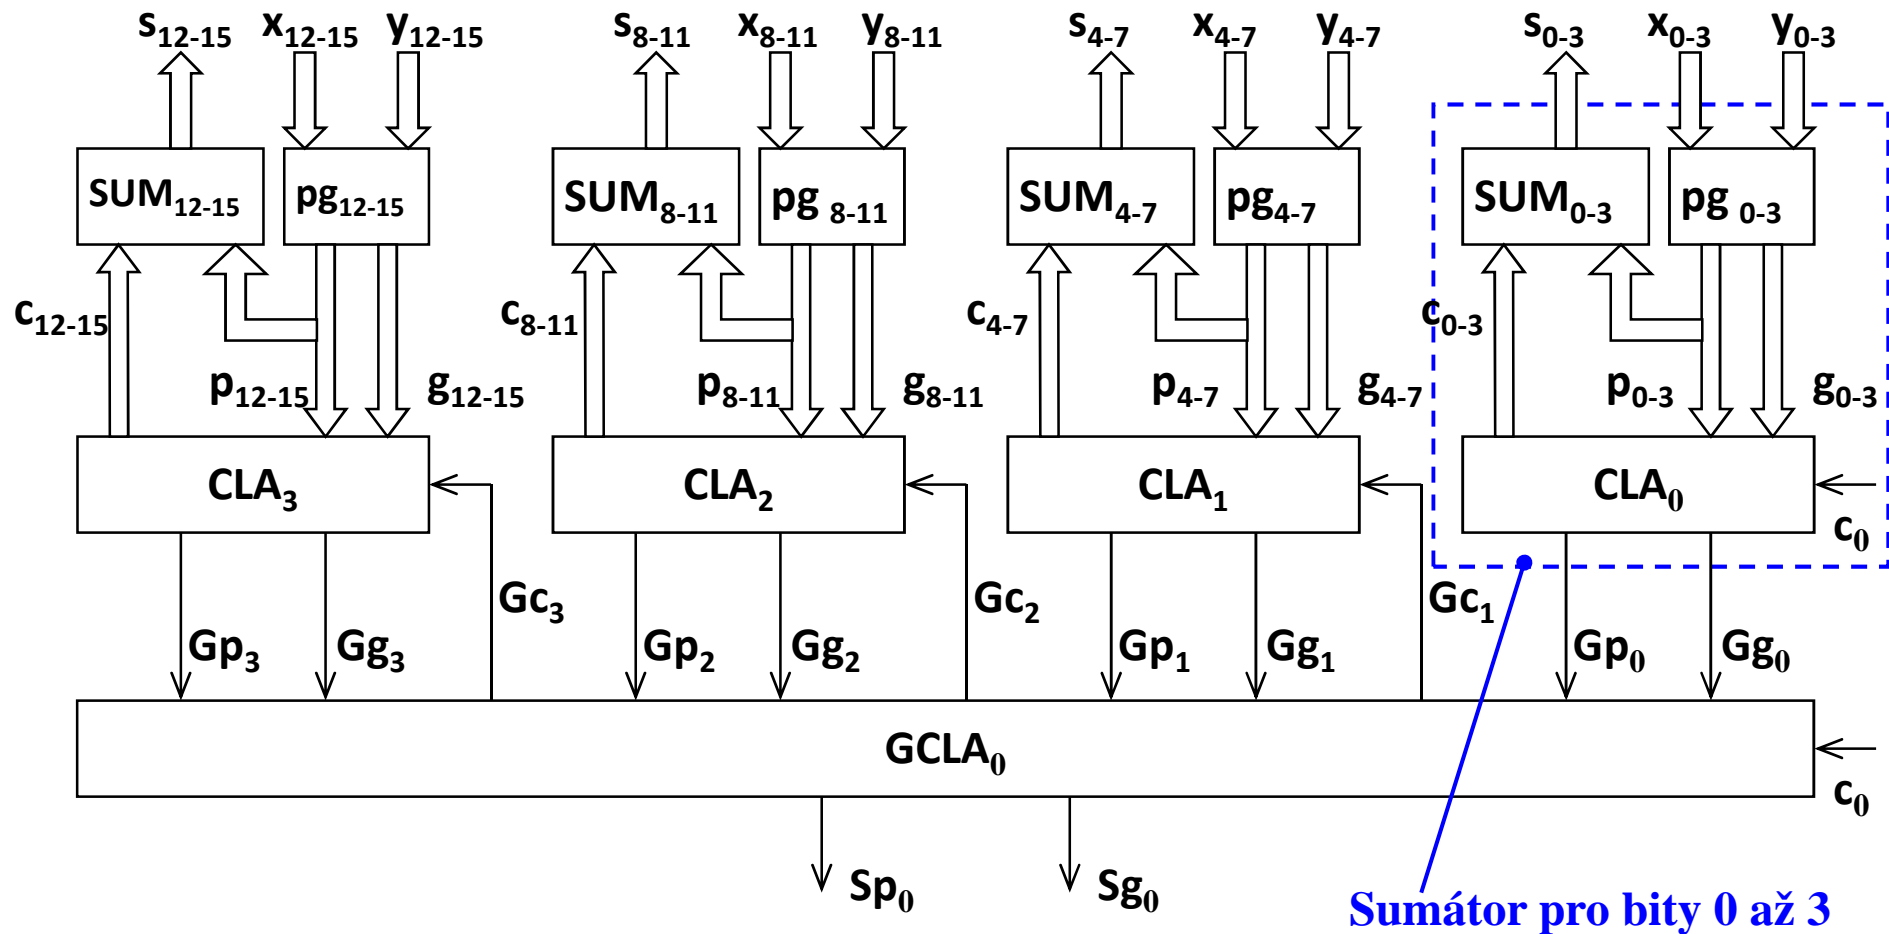 s12-15 x12-15 y12-15 s8-11 x8-11 y8-11 s4-7 x4-7 y4-7 s0-3 x0-3 y0-3
SUM12-15 pg12-15 SUM8-11 pg 8-11 SUM4-7 pg4-7 SUM0-3 pg 0-3
c12-15 c8-11 c4-7 c0-3
p12-15 g12-15 p8-11 g8-11 p4-7 g4-7 p0-3 g0-3
CLA3 CLA2 CLA1 CLA0
c0
Gc3 Gc2 Gc1
Gp3 Gg3 Gp2 Gg2 Gp1 Gg1 Gp0 Gg0
GCLA0
c0
Sp0 Sg0
Sumátor pro bity 0 až 3